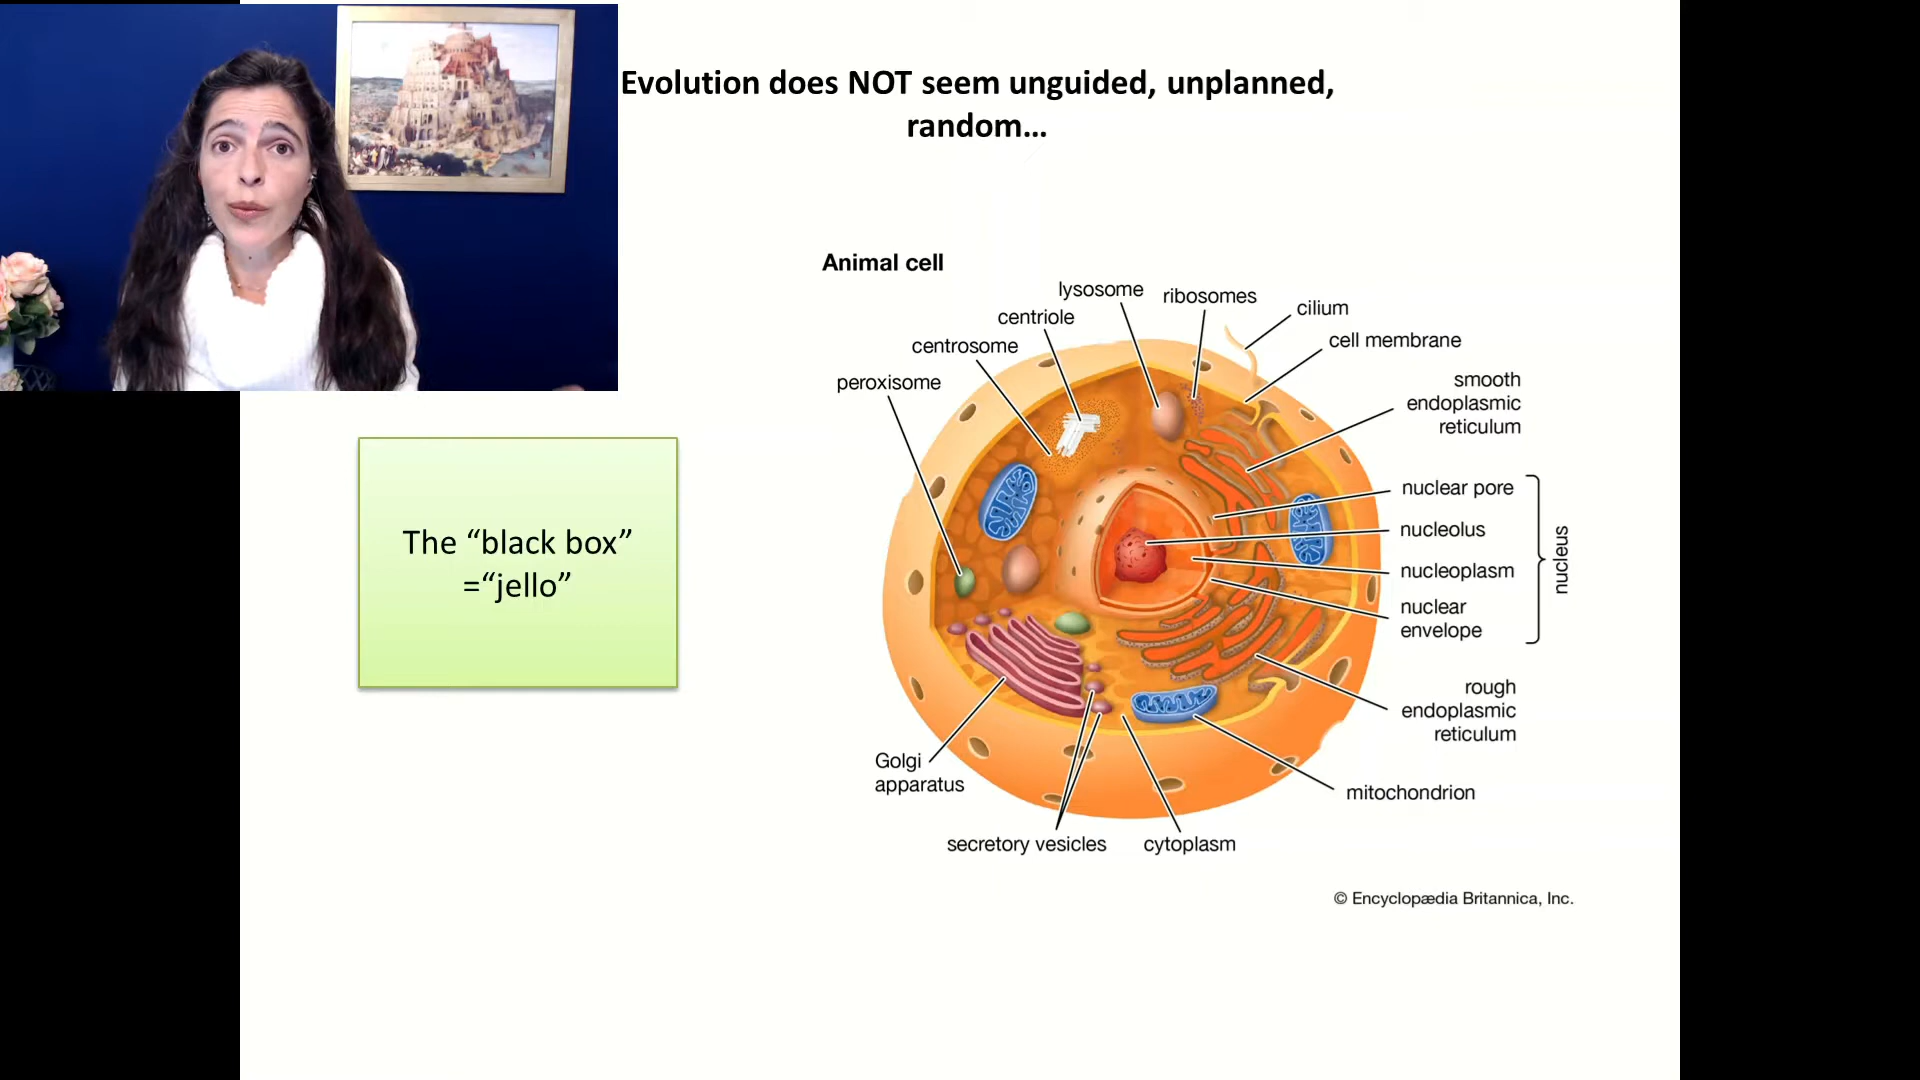 Evolution does NOT seem unguided, unplanned,
random…
Animal cell
lysosome
ribosomes
cilium
centriole
cell membrane
centrosome
peroxisome
smooth
endoplasmic
reticulum
nuclear pore
nucleolus
nucleoplasm
nuclear
envelope
nucleus
The “black box”
=“jello”
rough
endoplasmic
reticulum
Golgi
apparatus
mitochondrion
secretory vesicles
cytoplasm
© Encyclopædia Britannica, Inc.